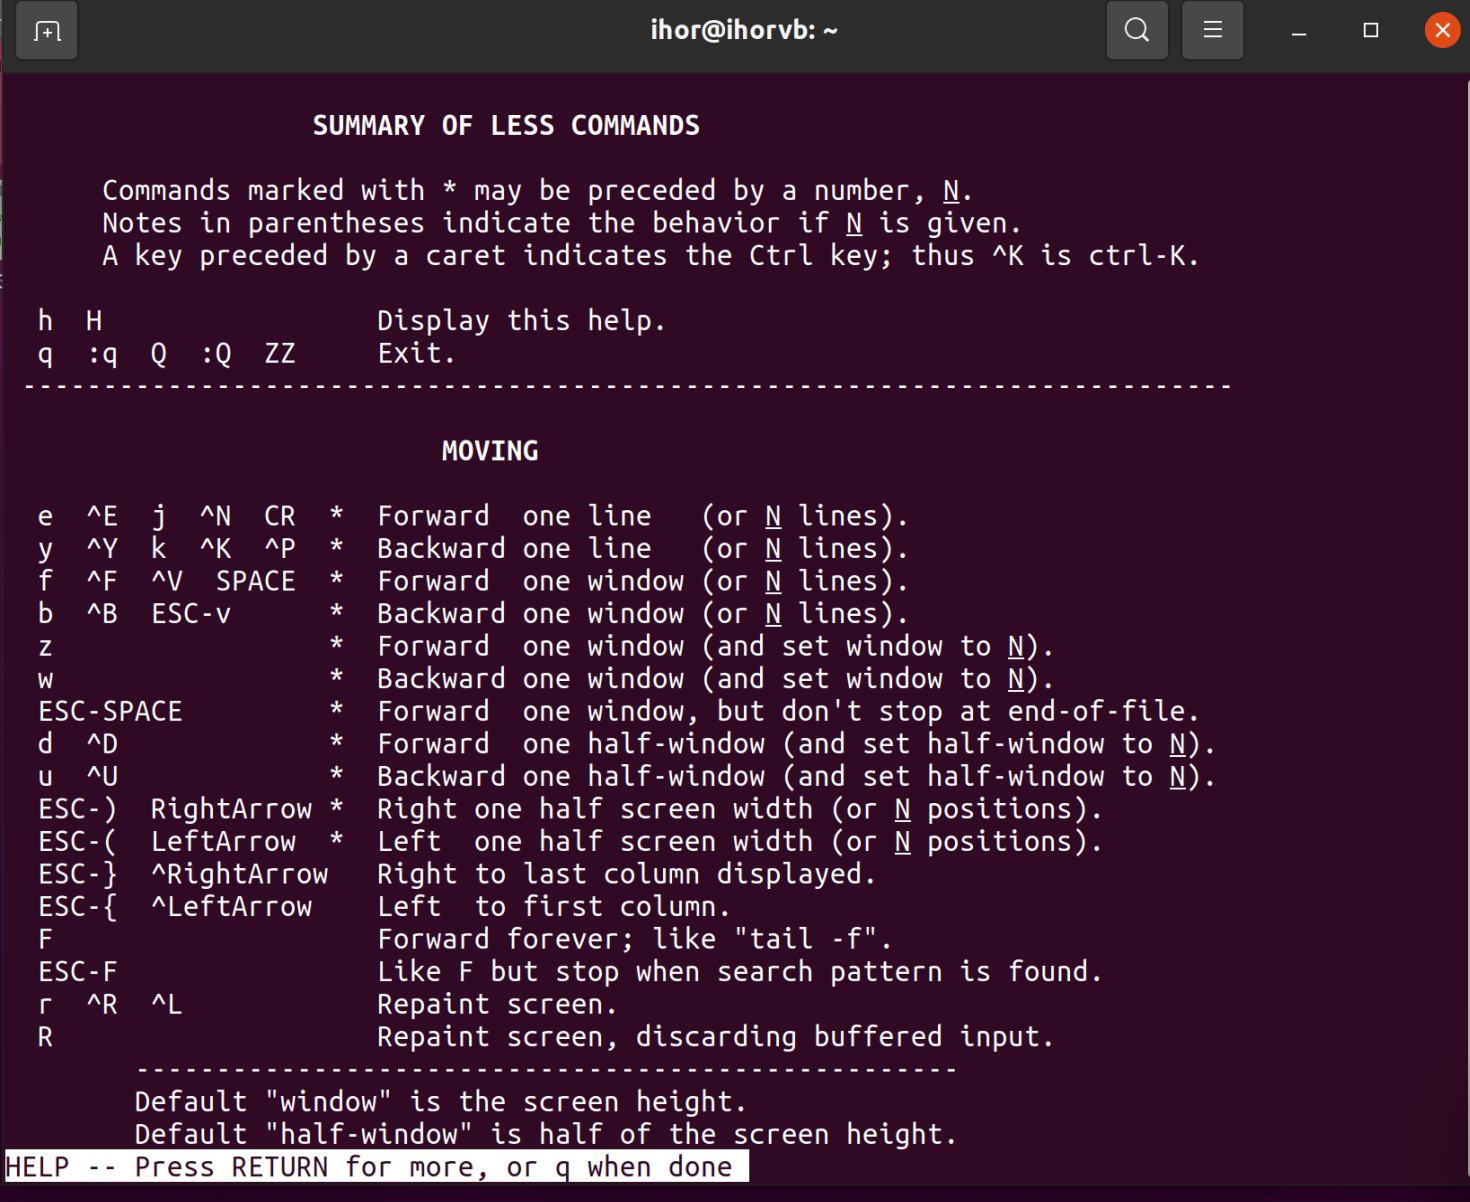 ihor@ihorvb: ~
SUMMARY OF LESS COMMANDS
Commands marked with * may be preceded by a number, N.
Notes in parentheses indicate the behavior if N is given.
A key preceded by a caret indicates the Ctrl key; thus ^K is ctrl-K.
h  H                 Display this help.
q  :q  Q  :Q  ZZ     Exit.
---------------------------------------------------------------------------
MOVING
e  ^E  j  ^N  CR  *  Forward  one line   (or N lines).
y  ^Y  k  ^K  ^P  *  Backward one line   (or N lines).
f  ^F  ^V  SPACE  *  Forward  one window (or N lines).
b  ^B  ESC-v      *  Backward one window (or N lines).
z                 *  Forward  one window (and set window to N).
w                 *  Backward one window (and set window to N).
ESC-SPACE         *  Forward  one window, but don't stop at end-of-file.
d  ^D             *  Forward  one half-window (and set half-window to N).
u  ^U             *  Backward one half-window (and set half-window to N).
ESC-)  RightArrow *  Right one half screen width (or N positions).
ESC-(  LeftArrow  *  Left  one half screen width (or N positions).
ESC-}  ^RightArrow   Right to last column displayed.
ESC-{  ^LeftArrow    Left  to first column.
F                    Forward forever; like "tail -f".
ESC-F                Like F but stop when search pattern is found.
r  ^R  ^L            Repaint screen.
R                    Repaint screen, discarding buffered input.
---------------------------------------------------
Default "window" is the screen height.
Default "half-window" is half of the screen height.
HELP -- Press RETURN for more, or q when done